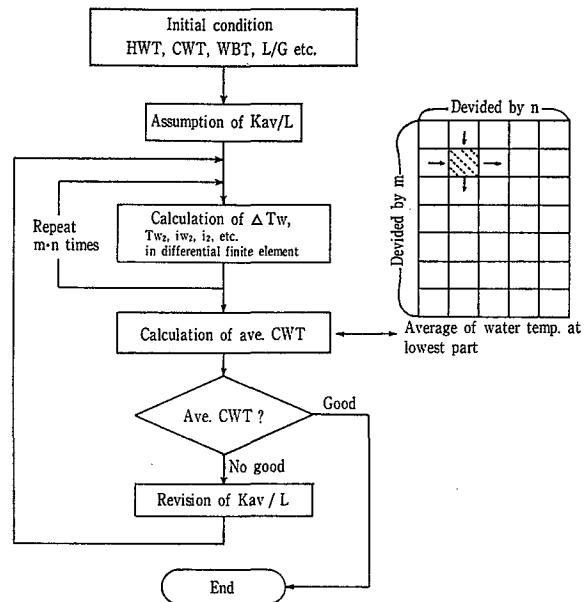 Initial condition
HWT, CWT, WBT, L/G etc.
Assumption of Kav/L
Repeat
m·n times
Calculation of △Tw,
Tw₂, iw₂, i₂, etc.
in differential finite element
Calculation of ave. CWT
Ave. CWT ?
Good
No good
Revision of Kav / L
End
Devided by n
Devided by m
Average of water temp. at
lowest part